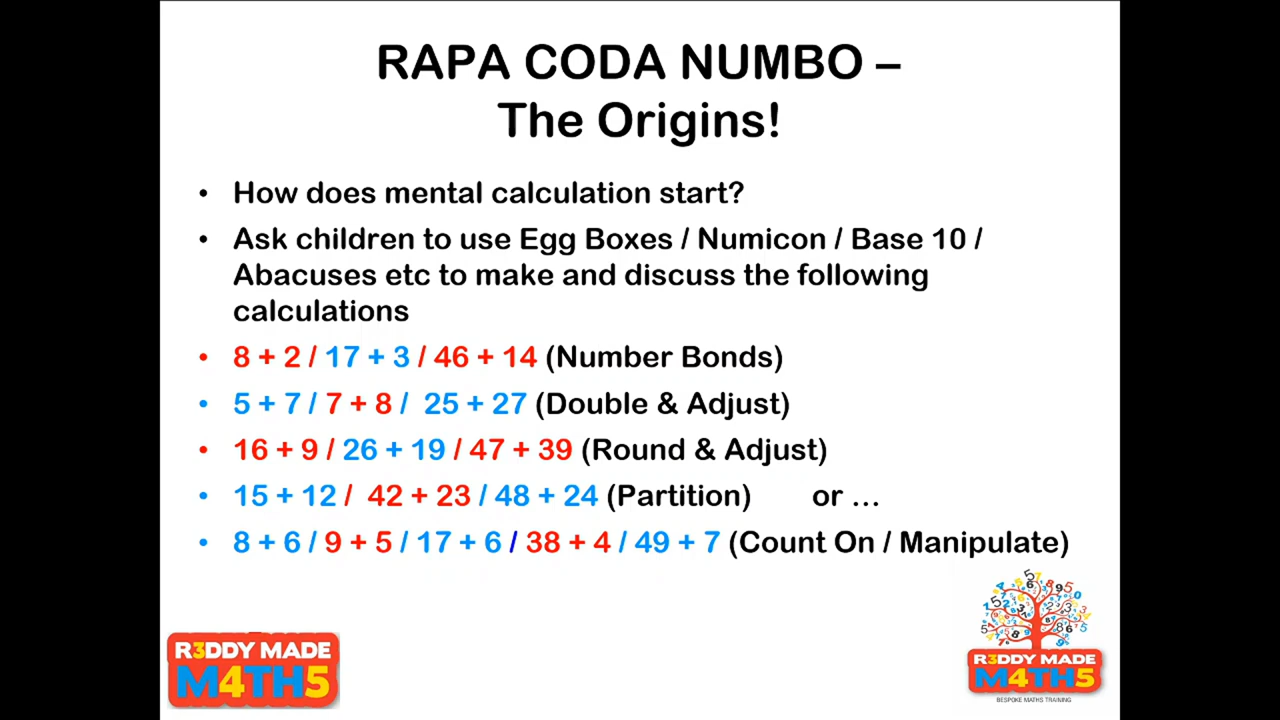 RAPA CODA NUMBO –
The Origins!
• How does mental calculation start?
• Ask children to use Egg Boxes / Numicon / Base 10 /
Abacuses etc to make and discuss the following
calculations
• 8 + 2 / 17 + 3 / 46 + 14 (Number Bonds)
• 5 + 7 / 7 + 8 / 25 + 27 (Double & Adjust)
• 16 + 9 / 26 + 19 / 47 + 39 (Round & Adjust)
• 15 + 12 / 42 + 23 / 48 + 24 (Partition) or …
• 8 + 6 / 9 + 5 / 17 + 6 / 38 + 4 / 49 + 7 (Count On / Manipulate)
R3DDY MADE
M4TH5
R3DDY MADE
M4TH5
BESPOKE MATHS TRAINING